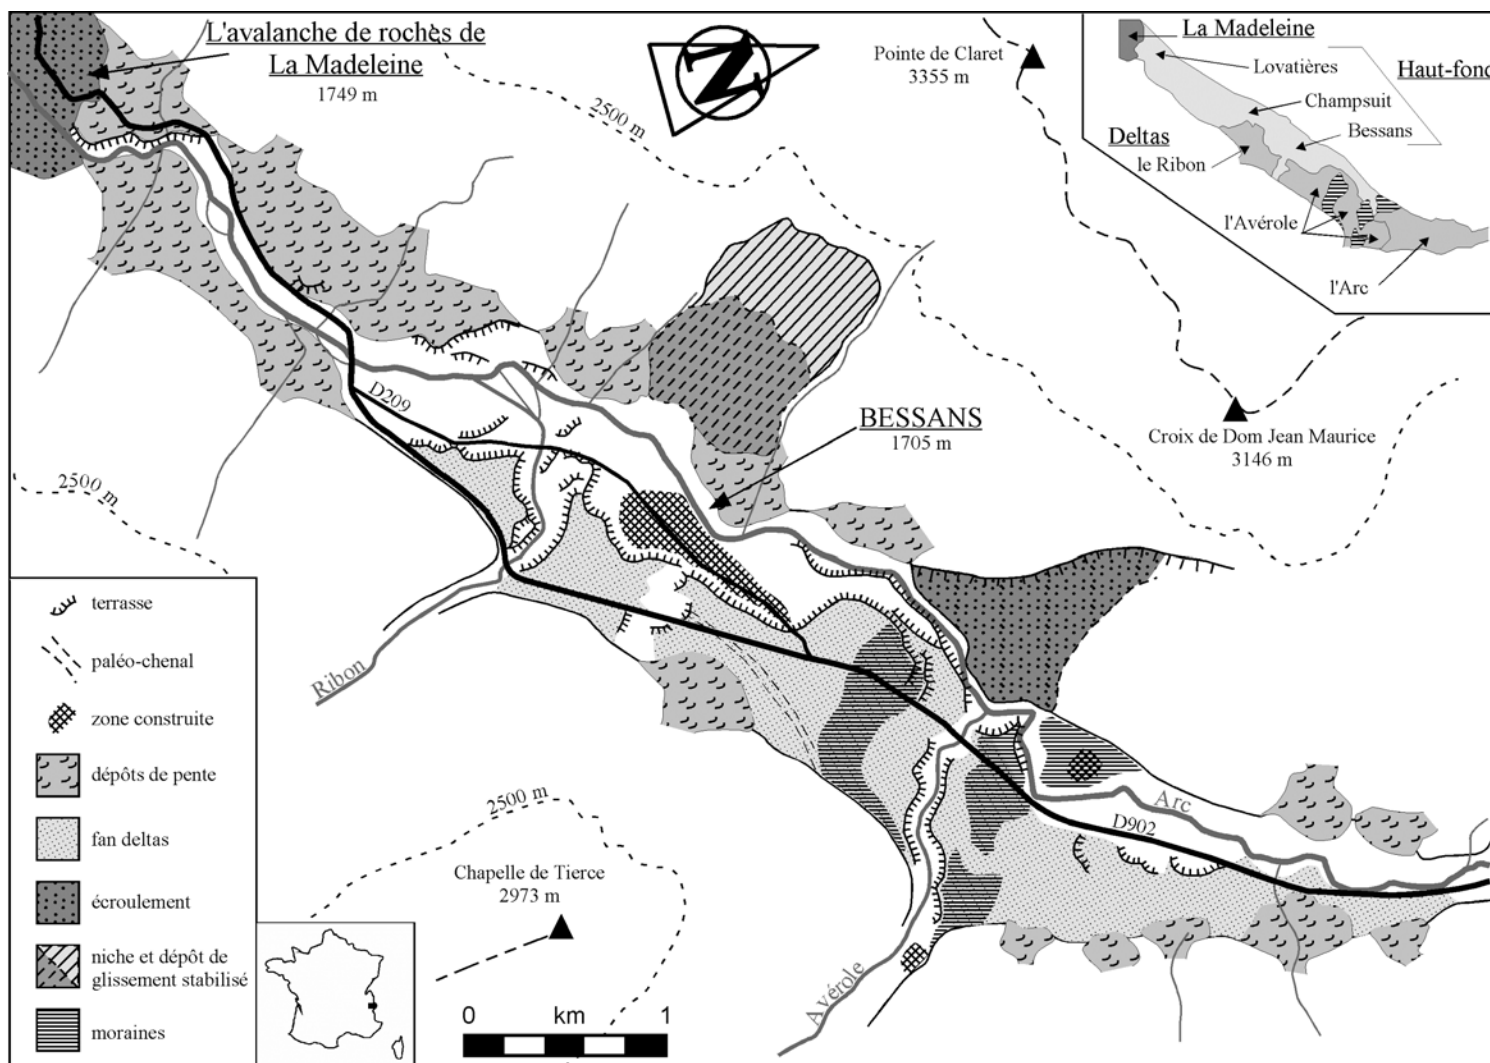 L'avalanche de roches de
La Madeleine
1749 m
N
2500 m
Pointe de Claret
3355 m
La Madeleine
Lovatières
Haut-fond
Champsuit
Bessans
Deltas
le Ribon
l'Avérole
l'Arc
D209
BESSANS
1705 m
Croix de Dom Jean Maurice
3146 m
2500 m
Ribon
2500 m
Arc
D902
Chapelle de Tierce
2973 m
Avérole
terrasse
paléo-chenal
zone construite
dépôts de pente
fan deltas
écroulement
niche et dépôt de
glissement stabilisé
moraines
0 km 1